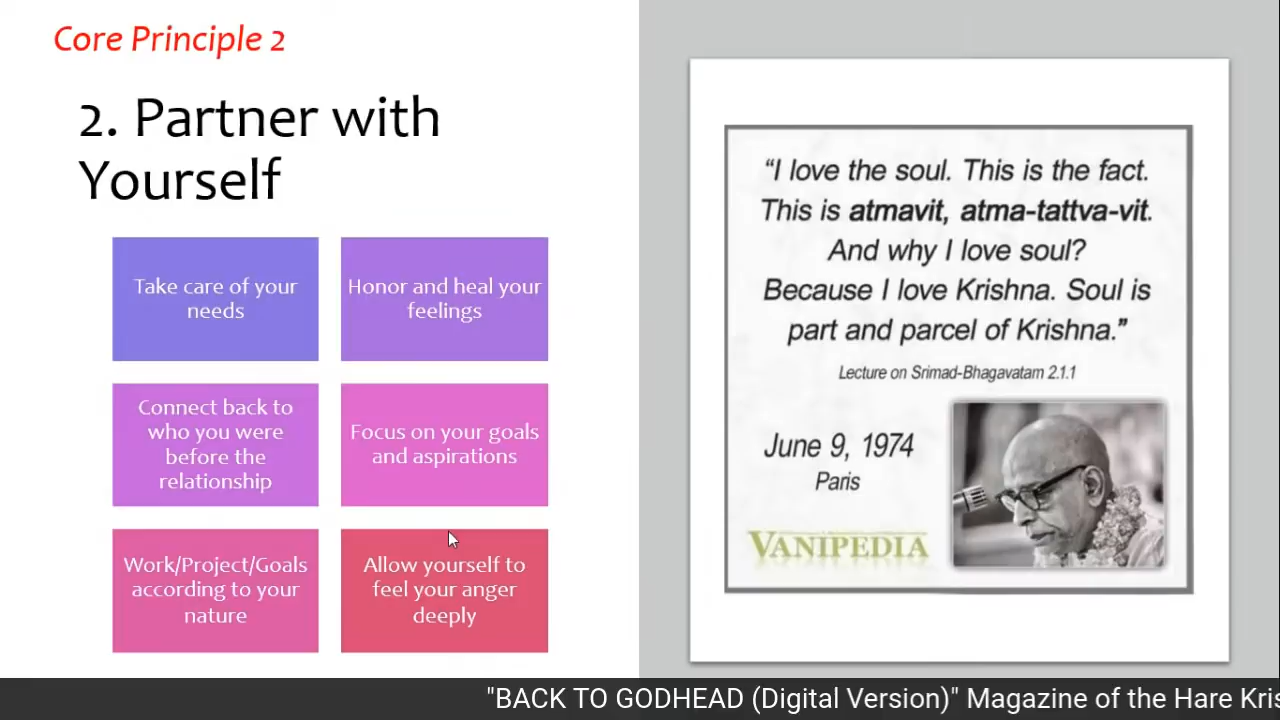 Core Principle 2
2. Partner with
Yourself
Take care of your
needs
Honor and heal your
feelings
Connect back to
who you were
before the
relationship
Focus on your goals
and aspirations
Work/Project/Goals
according to your
nature
Allow yourself to
feel your anger
deeply
“I love the soul. This is the fact.
This is atmavit, atma-tattva-vit.
And why I love soul?
Because I love Krishna. Soul is
part and parcel of Krishna.”
Lecture on Srimad-Bhagavatam 2.1.1
June 9, 1974
Paris
VANIPEDIA
"BACK TO GODHEAD (Digital Version)" Magazine of the Hare Kris